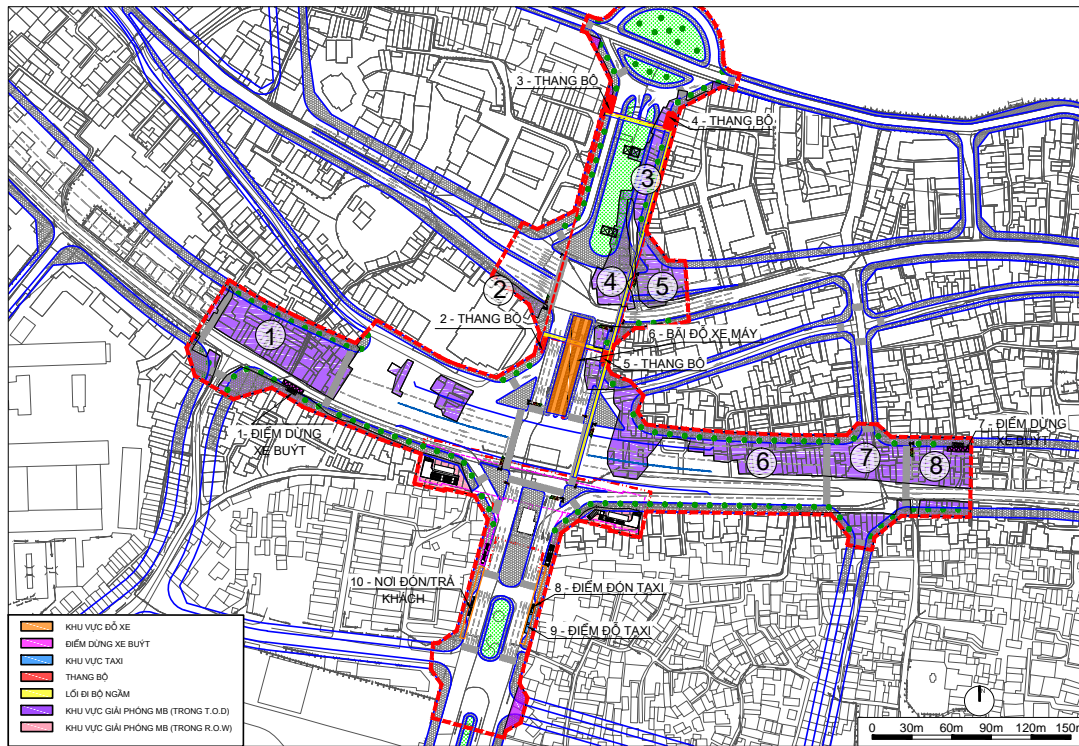 3 - THANG BỘ
4 - THANG BỘ
3
2
4
5
2 - THANG BỘ
6 - BÃI ĐỖ XE MÁY
5 - THANG BỘ
1
1- ĐIỂM DỪNG
XE BUÝT
7 - ĐIỂM DỪNG
XE BUÝT
6
7
8
10 - NƠI ĐÓN/TRẢ
KHÁCH
8 - ĐIỂM ĐÓN TAXI
9 - ĐIỂM ĐỖ TAXI
KHU VỰC ĐỖ XE
ĐIỂM DỪNG XE BUÝT
KHU VỰC TAXI
THANG BỘ
LỐI ĐI BỘ NGẦM
KHU VỰC GIẢI PHÓNG MB (TRONG T.O.D)
KHU VỰC GIẢI PHÓNG MB (TRONG R.O.W)
0 30m 60m 90m 120m 150m